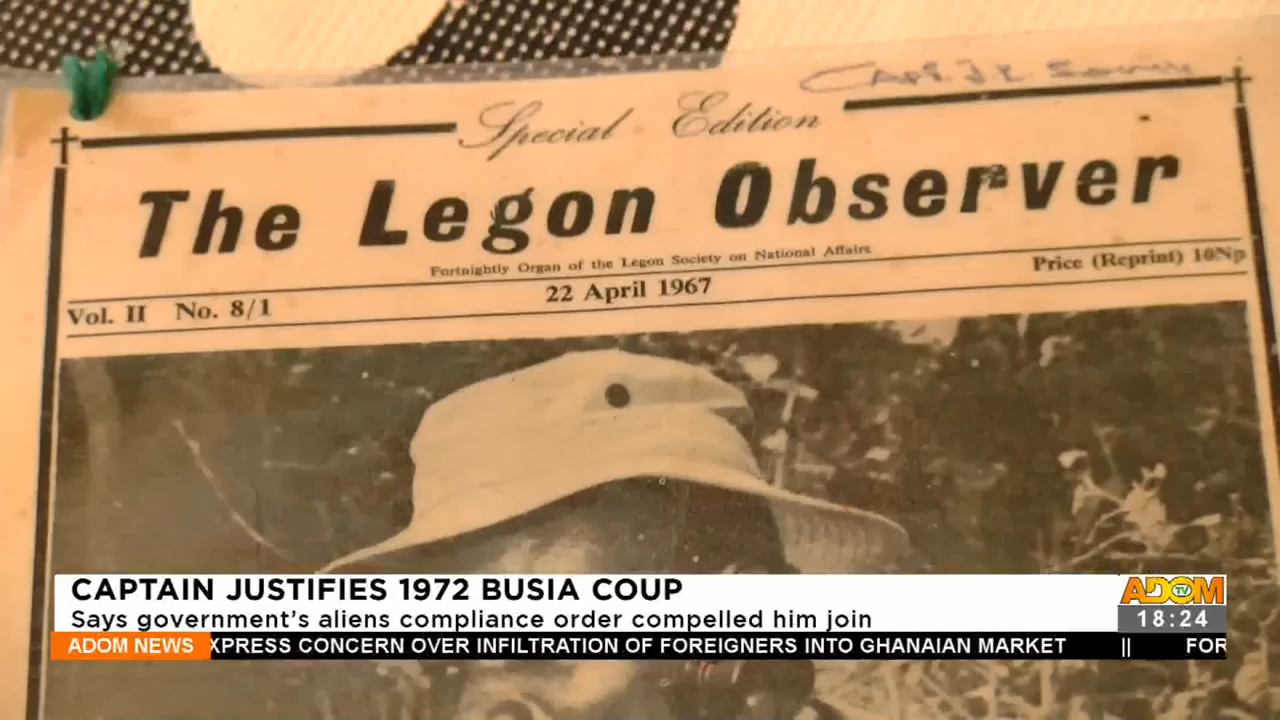 Capt. J.
Special Edition
The Legon Observer
Fortnightly Organ of the Legon Society on National Affairs
Price (Reprint) 10Np
Vol. II No. 8/1
22 April 1967
CAPTAIN JUSTIFIES 1972 BUSIA COUP
Says government's aliens compliance order compelled him join
ADOM TV
18:24
ADOM NEWS XPRESS CONCERN OVER INFILTRATION OF FOREIGNERS INTO GHANAIAN MARKET || FOR